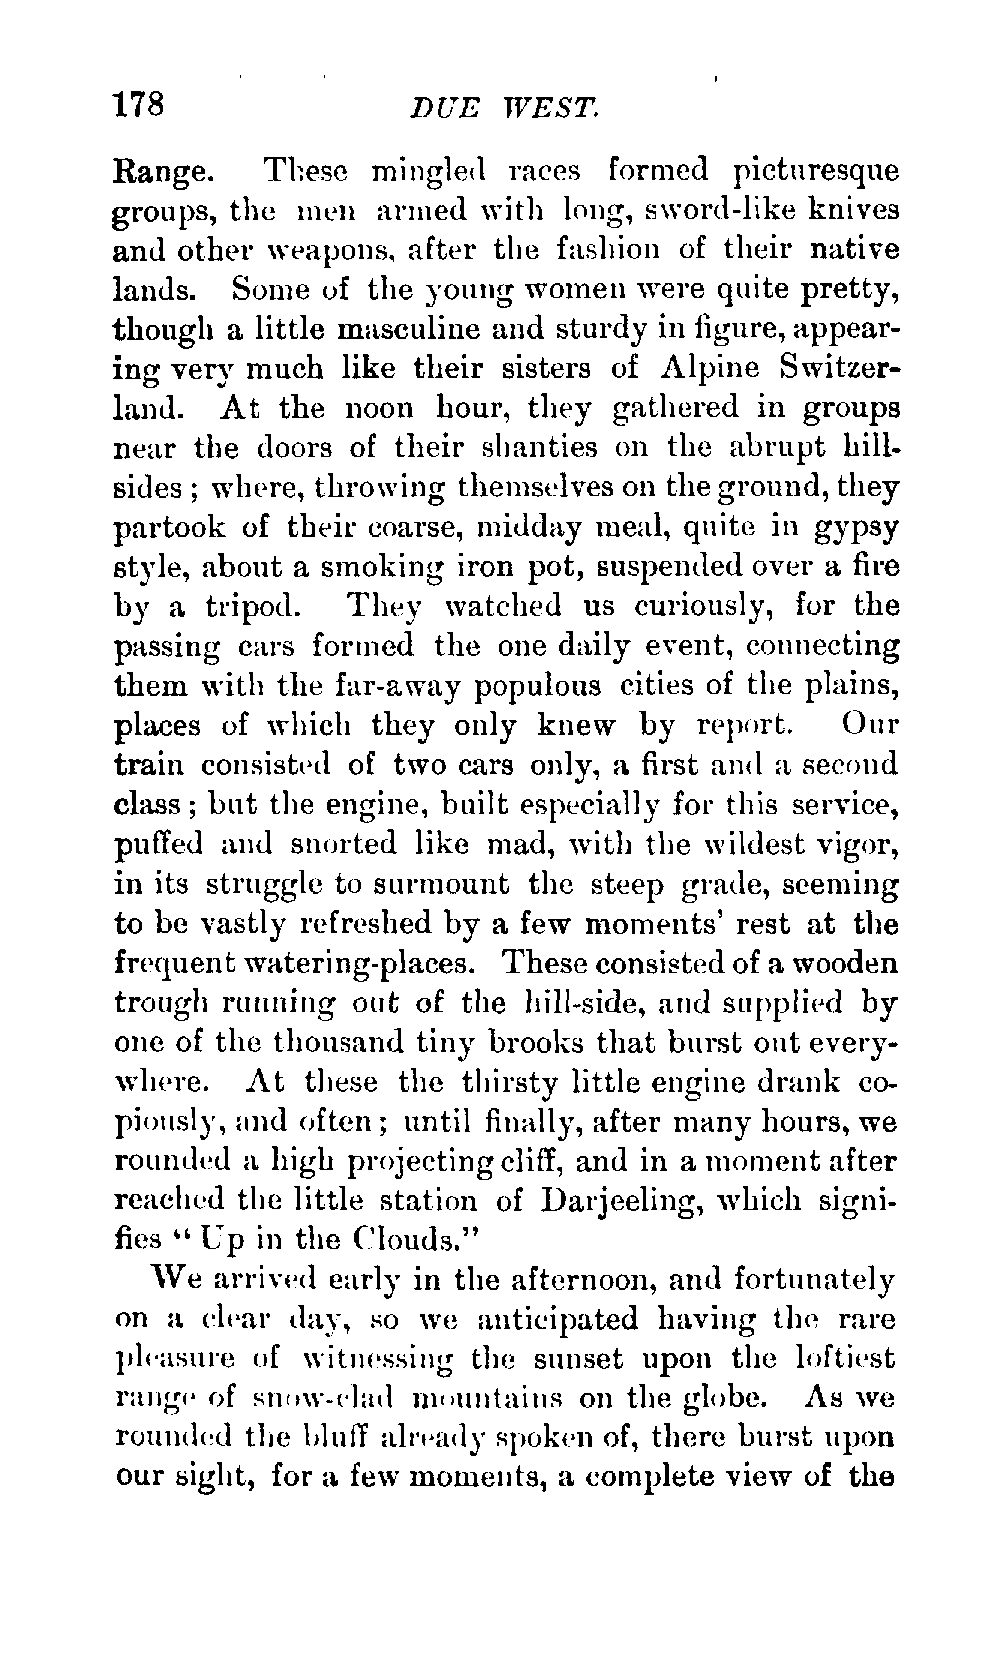 178 DUE WEST.
Range. These mingled races formed picturesque
groups, the men armed with long, sword-like knives
and other weapons, after the fashion of their native
lands. Some of the young women were quite pretty,
though a little masculine and sturdy in figure, appear-
ing very much like their sisters of Alpine Switzer-
land. At the noon hour, they gathered in groups
near the doors of their shanties on the abrupt hill-
sides; where, throwing themselves on the ground, they
partook of their coarse, midday meal, quite in gypsy
style, about a smoking iron pot, suspended over a fire
by a tripod. They watched us curiously, for the
passing cars formed the one daily event, connecting
them with the far-away populous cities of the plains,
places of which they only knew by report. Our
train consisted of two cars only, a first and a second
class; but the engine, built especially for this service,
puffed and snorted like mad, with the wildest vigor,
in its struggle to surmount the steep grade, seeming
to be vastly refreshed by a few moments' rest at the
frequent watering-places. These consisted of a wooden
trough running out of the hill-side, and supplied by
one of the thousand tiny brooks that burst out every-
where. At these the thirsty little engine drank co-
piously, and often; until finally, after many hours, we
rounded a high projecting cliff, and in a moment after
reached the little station of Darjeeling, which signi-
fies "Up in the Clouds."
We arrived early in the afternoon, and fortunately
on a clear day, so we anticipated having the rare
pleasure of witnessing the sunset upon the loftiest
range of snow-clad mountains on the globe. As we
rounded the bluff already spoken of, there burst upon
our sight, for a few moments, a complete view of the